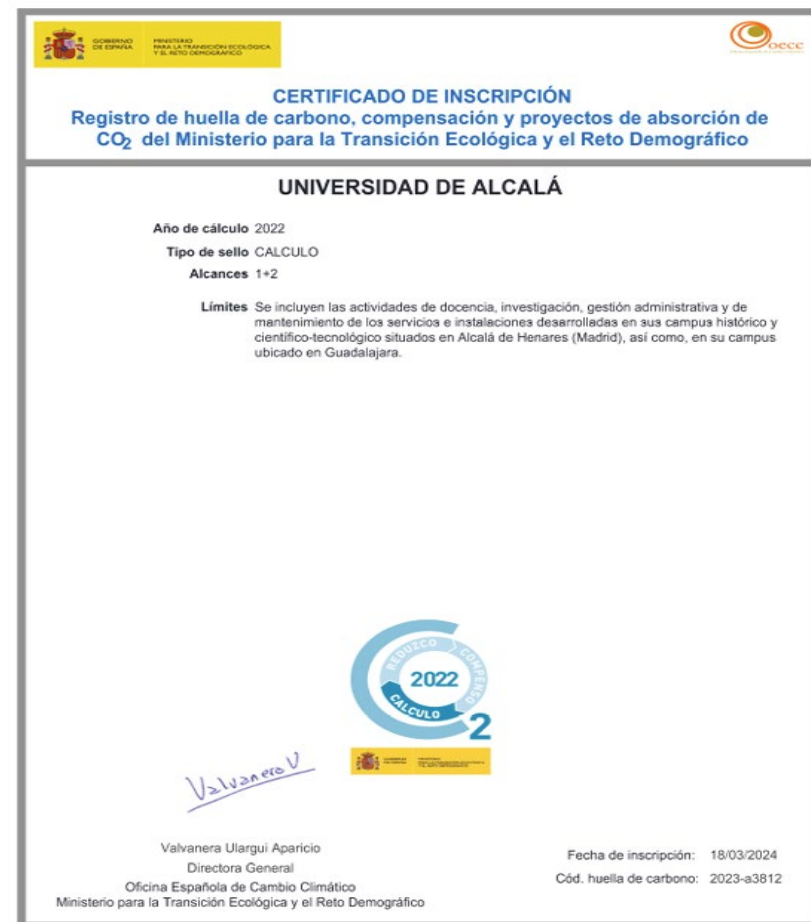 GOBIERNO
DE ESPAÑA
MINISTERIO
PARA LA TRANSICIÓN ECOLÓGICA
Y EL RETO DEMOGRÁFICO
oecc
CERTIFICADO DE INSCRIPCIÓN
Registro de huella de carbono, compensación y proyectos de absorción de
CO2 del Ministerio para la Transición Ecológica y el Reto Demográfico
UNIVERSIDAD DE ALCALÁ
Año de cálculo 2022
Tipo de sello CALCULO
Alcances 1+2
Límites Se incluyen las actividades de docencia, investigación, gestión administrativa y de
mantenimiento de los servicios e instalaciones desarrolladas en sus campus histórico y
científico-tecnológico situados en Alcalá de Henares (Madrid), así como, en su campus
ubicado en Guadalajara.
REDUZCO
COMPENSO
2022
CALCULO
2
Valvanera U
Valvanera Ulargui Aparicio
Directora General
Oficina Española de Cambio Climático
Ministerio para la Transición Ecológica y el Reto Demográfico
Fecha de inscripción: 18/03/2024
Cód. huella de carbono: 2023-a3812